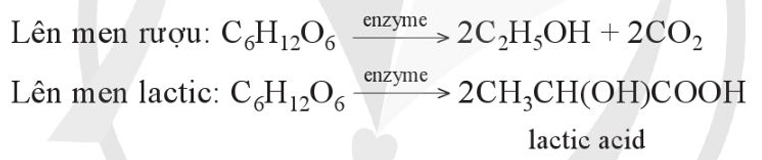 enzyme
Lên men rượu: C₆H₁₂O₆ ⟶ 2C₂H₅OH + 2CO₂
enzyme
Lên men lactic: C₆H₁₂O₆ ⟶ 2CH₃CH(OH)COOH
lactic acid